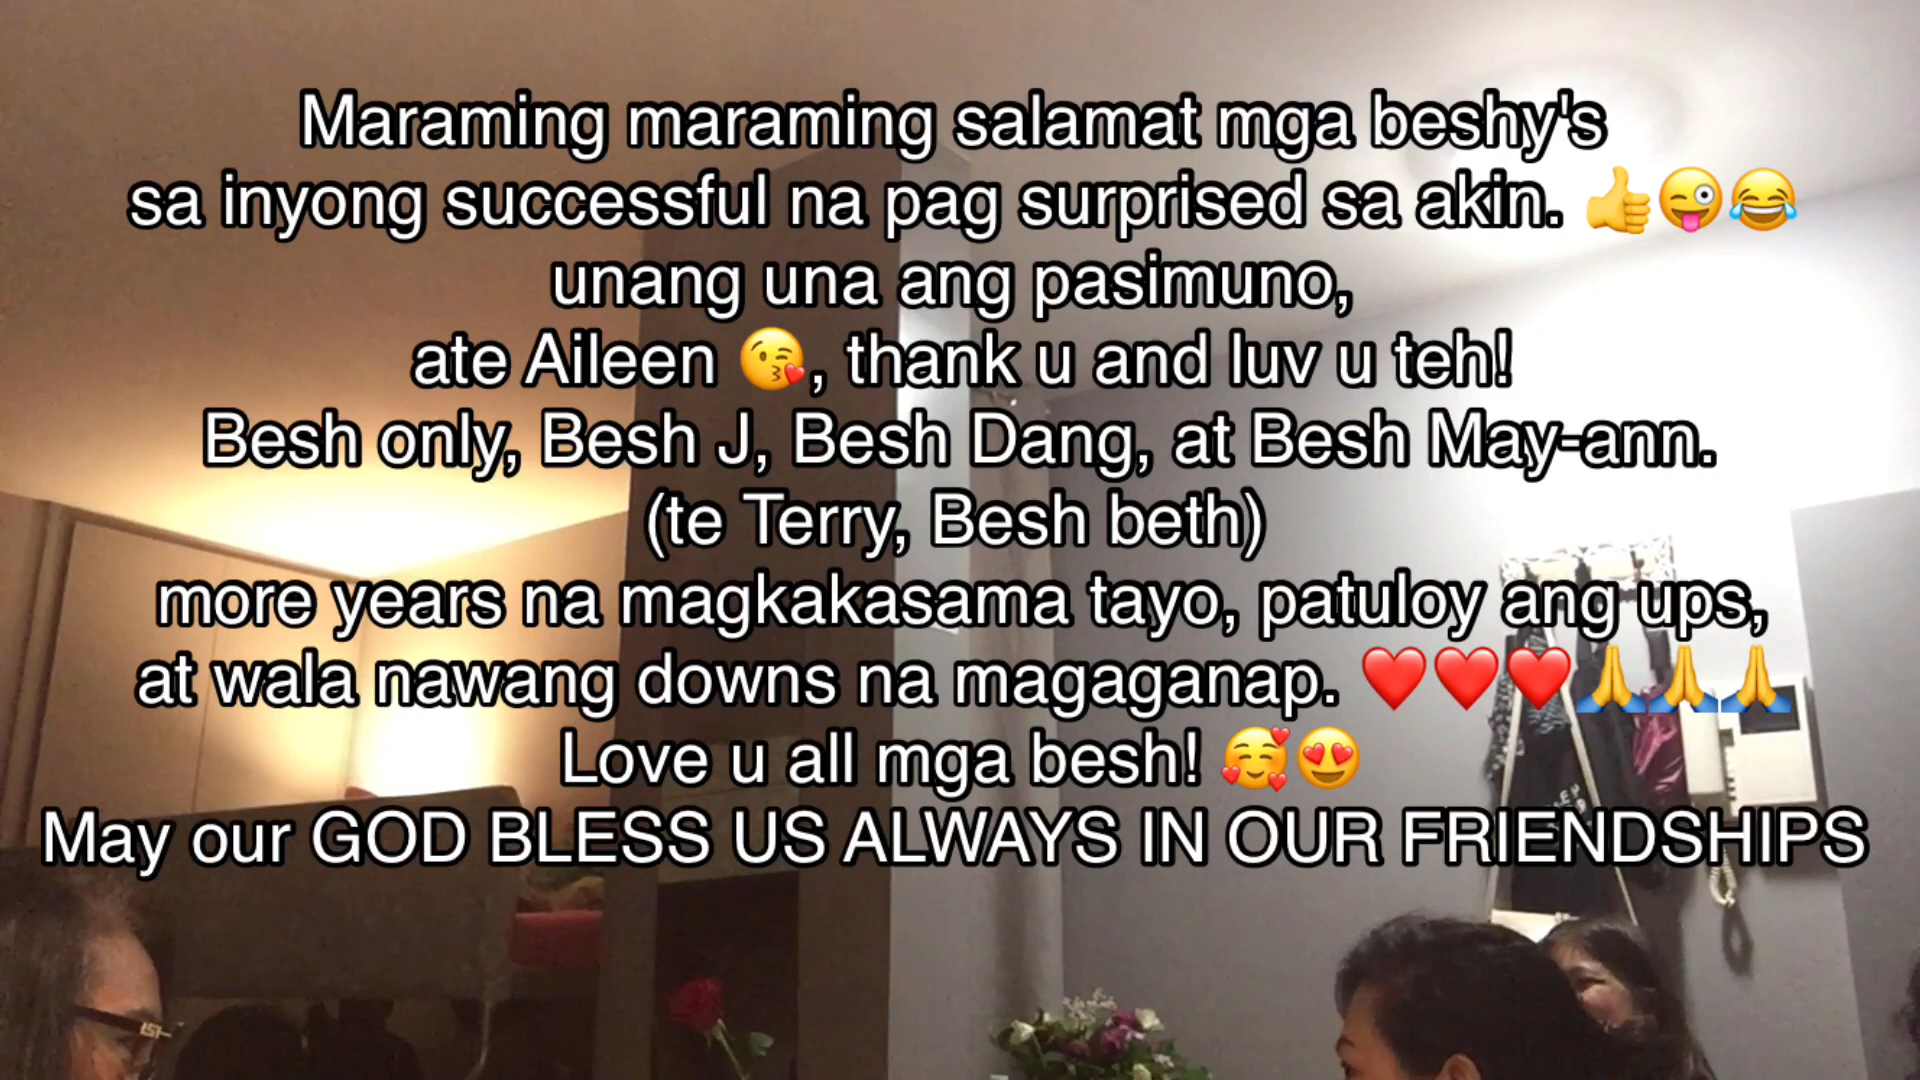 Maraming maraming salamat mga beshy's
sa inyong successful na pag surprised sa akin. 👍😜😂
unang una ang pasimuno,
ate Aileen 😘, thank u and luv u teh!
Besh only, Besh J, Besh Dang, at Besh May-ann.
(te Terry, Besh beth)
more years na magkakasama tayo, patuloy ang ups,
at wala nawang downs na magaganap. ❤️❤️❤️🙏🙏🙏
Love u all mga besh! 🥰😍
May our GOD BLESS US ALWAYS IN OUR FRIENDSHIPS